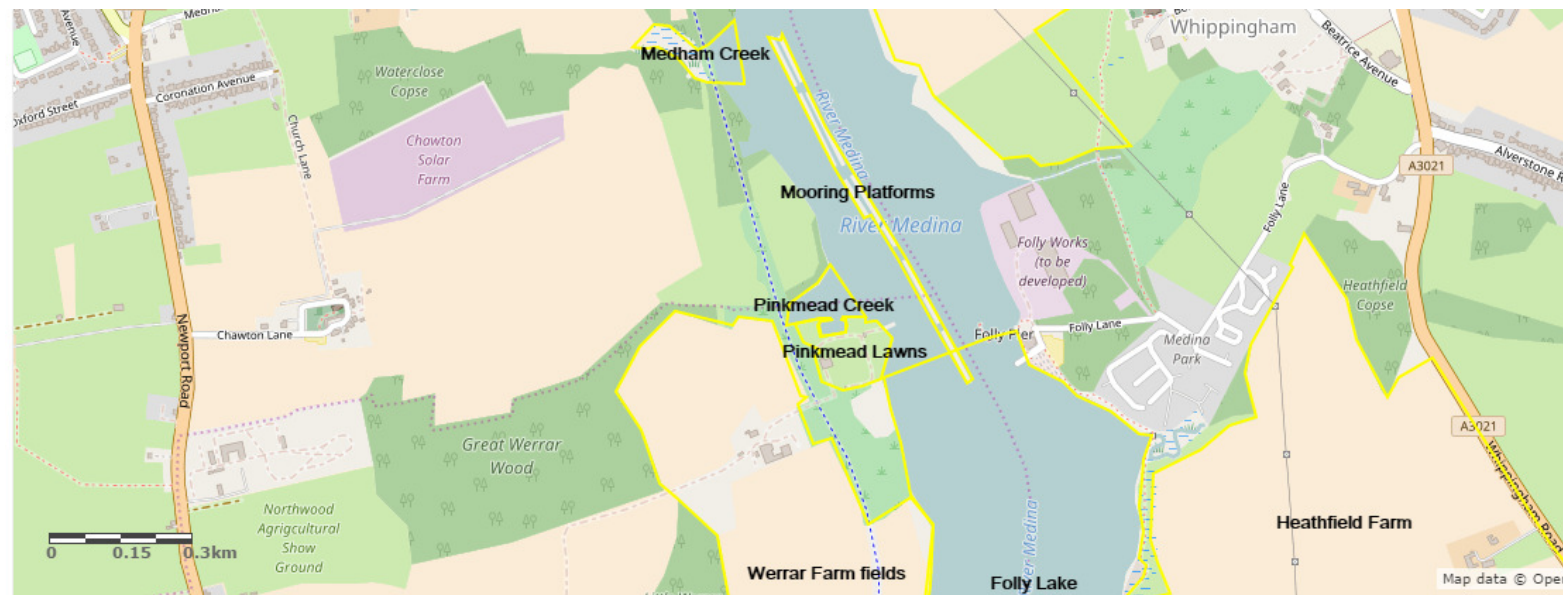 Avenue
Medham Creek
Whippingham
Beatrice Avenue
Waterclose
Copse
Oxford Street
Coronation Avenue
Church Lane
Chawton
Solar
Farm
River Medina
A3021
Mooring Platforms
River Medina
Folly Lane
Folly Works
(to be
developed)
Heathfield
Copse
Newport Road
Chawton Lane
Pinkmead Creek
Folly Pier
Folly Lane
Pinkmead Lawns
Medina
Park
Great Werrar
Wood
A3021
Whippingham Road
Northwood
Agrigcultural
Show
Ground
River Medina
Heathfield Farm
0 0.15 0.3km
Werrar Farm fields
Folly Lake
Map data ©